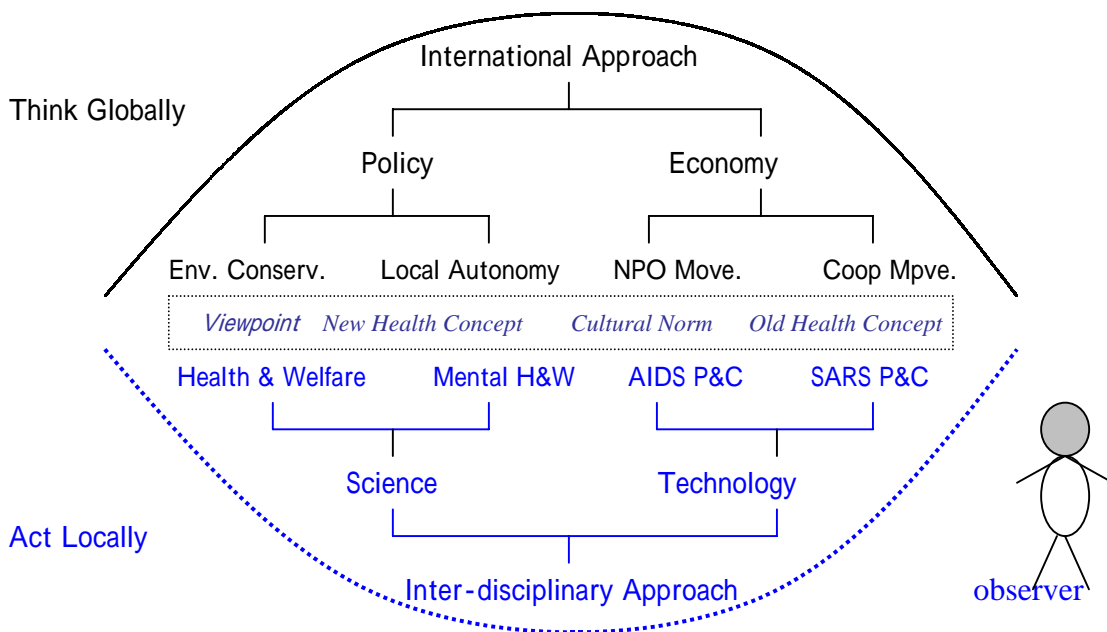 International Approach
Think Globally
Policy Economy
Env. Conserv. Local Autonomy NPO Move. Coop Mpve.
Viewpoint New Health Concept Cultural Norm Old Health Concept
Health & Welfare Mental H&W AIDS P&C SARS P&C
Science Technology
Act Locally
Inter-disciplinary Approach observer